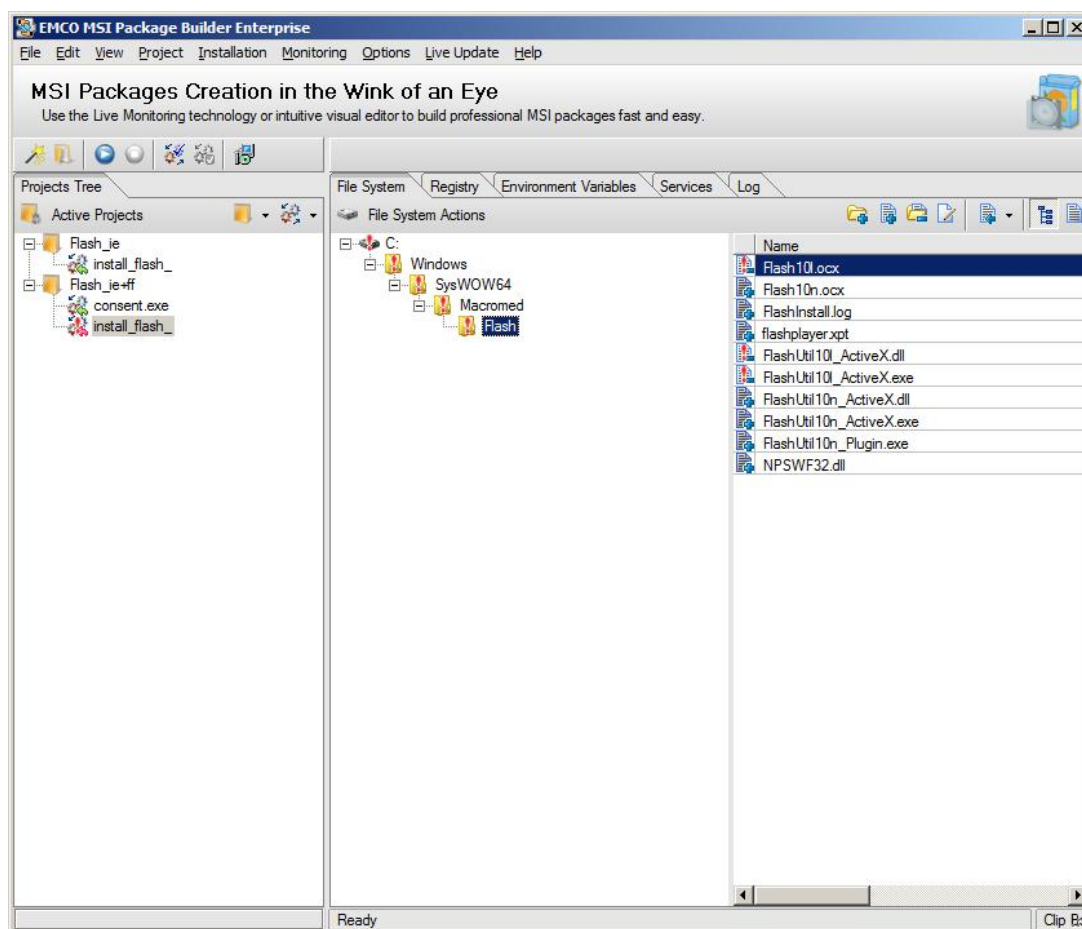 EMCO MSI Package Builder Enterprise
File Edit View Project Installation Monitoring Options Live Update Help
MSI Packages Creation in the Wink of an Eye
Use the Live Monitoring technology or intuitive visual editor to build professional MSI packages fast and easy.
Projects Tree
File System Registry Environment Variables Services Log
Active Projects
File System Actions
Flash_ie
install_flash_
Flash_ie+ff
consent.exe
install_flash_
C:
Windows
SysWOW64
Macromed
Flash
Name
Flash10l.ocx
Flash10n.ocx
FlashInstall.log
flashplayer.xpt
FlashUtil10l_ActiveX.dll
FlashUtil10l_ActiveX.exe
FlashUtil10n_ActiveX.dll
FlashUtil10n_ActiveX.exe
FlashUtil10n_Plugin.exe
NPSWF32.dll
Ready
Clip B